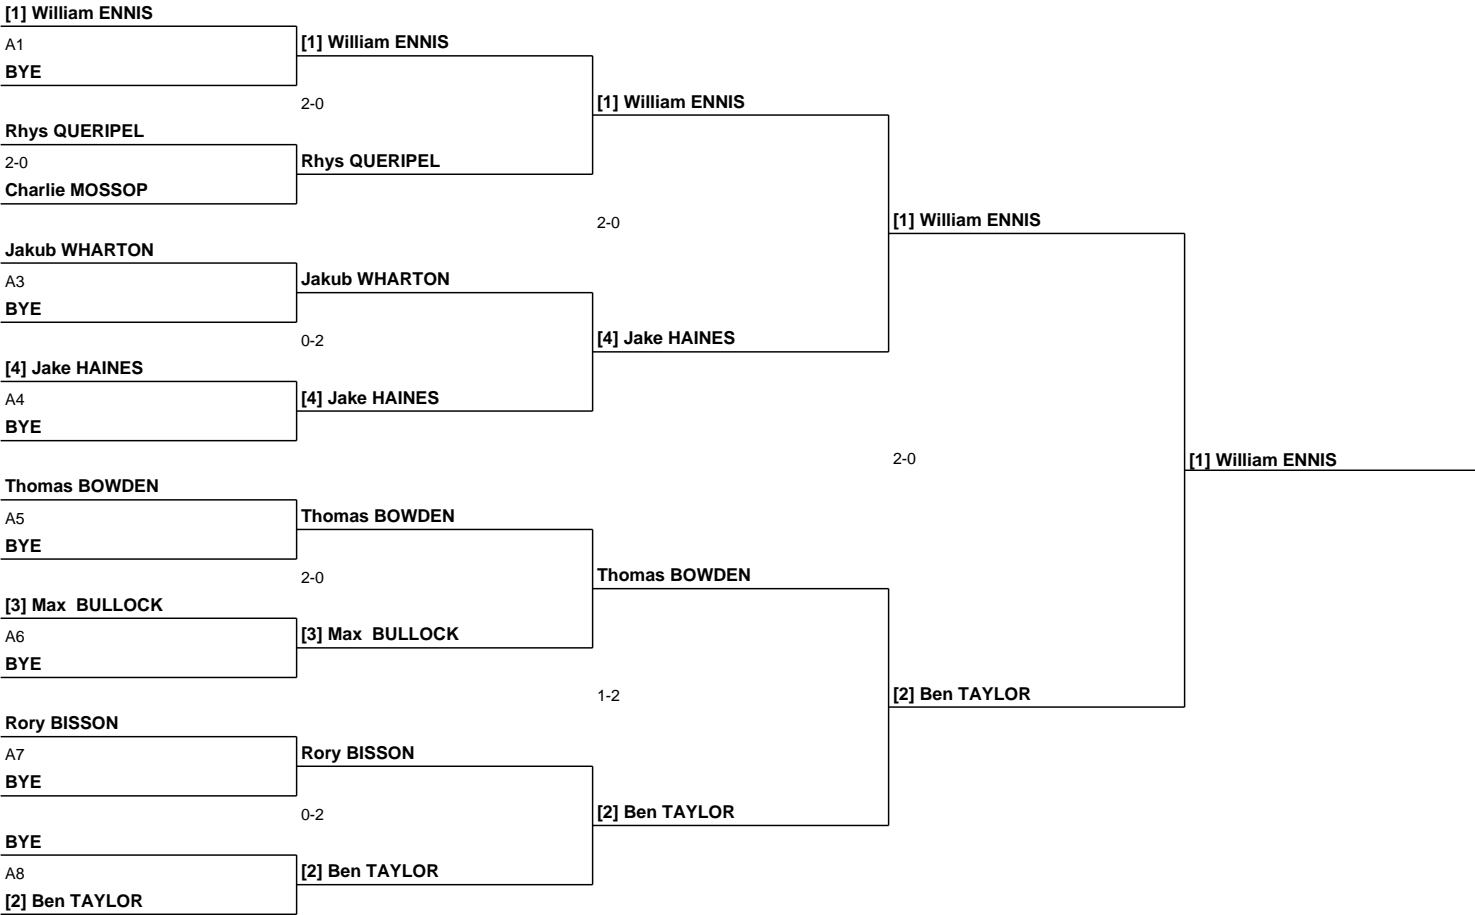 [1] William ENNIS
A1
BYE
Rhys QUERIPEL
2-0
Charlie MOSSOP
Jakub WHARTON
A3
BYE
[4] Jake HAINES
A4
BYE
Thomas BOWDEN
A5
BYE
[3] Max  BULLOCK
A6
BYE
Rory BISSON
A7
BYE
BYE
A8
[2] Ben TAYLOR
[1] William ENNIS
2-0
Rhys QUERIPEL
Jakub WHARTON
0-2
[4] Jake HAINES
Thomas BOWDEN
2-0
[3] Max  BULLOCK
Rory BISSON
0-2
[2] Ben TAYLOR
[1] William ENNIS
2-0
[4] Jake HAINES
Thomas BOWDEN
1-2
[2] Ben TAYLOR
[1] William ENNIS
2-0
[2] Ben TAYLOR
[1] William ENNIS